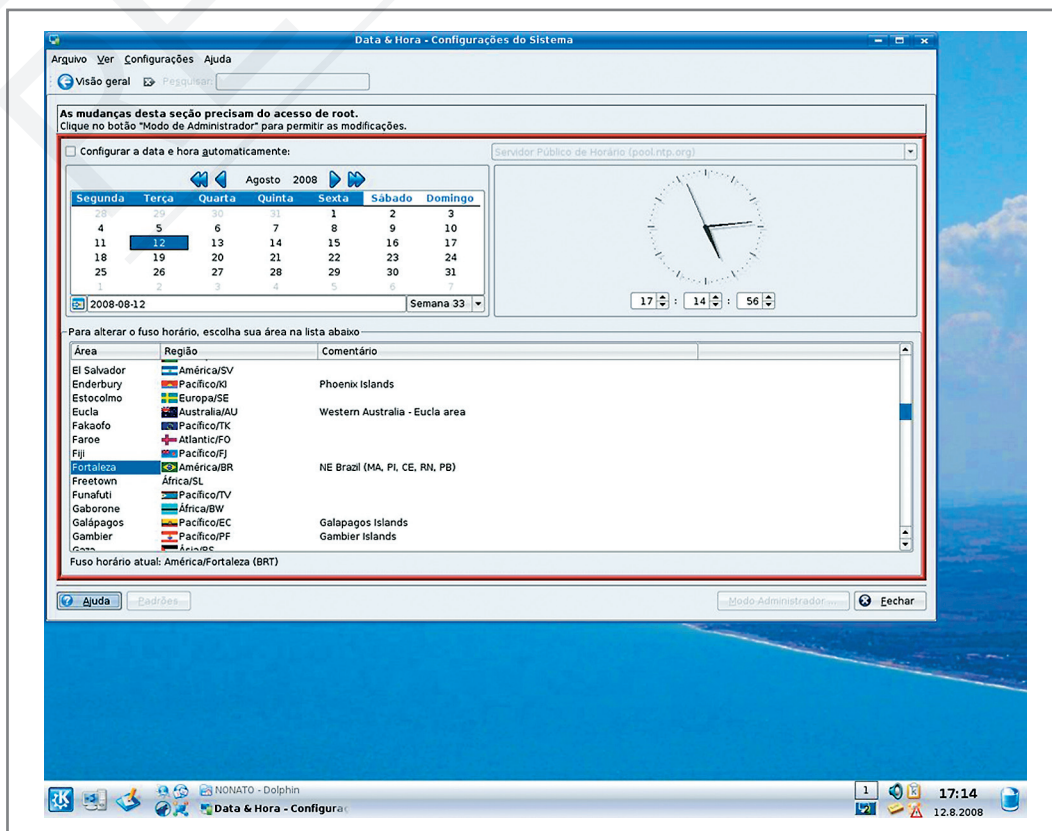 Data & Hora - Configurações do Sistema
Arquivo Ver Configurações Ajuda
Visão geral Pesquisar:
As mudanças desta seção precisam do acesso de root.
Clique no botão "Modo de Administrador" para permitir as modificações.
Configurar a data e hora automaticamente:
Servidor Público de Horário (pool.ntp.org)
Agosto 2008
Segunda Terça Quarta Quinta Sexta Sábado Domingo
28 29 30 31 1 2 3
4 5 6 7 8 9 10
11 12 13 14 15 16 17
18 19 20 21 22 23 24
25 26 27 28 29 30 31
1 2 3 4 5 6 7
2008-08-12 Semana 33
17 : 14 : 56
Para alterar o fuso horário, escolha sua área na lista abaixo
Área Região Comentário
El Salvador América/SV
Enderbury Pacífico/KI Phoenix Islands
Estocolmo Europa/SE
Eucla Austrália/AU Western Australia - Eucla area
Fakaofo Pacífico/TK
Faroe Atlantic/FO
Fiji Pacífico/FJ
Fortaleza América/BR NE Brazil (MA, PI, CE, RN, PB)
Freetown África/SL
Funafuti Pacífico/TV
Gaborone África/BW
Galápagos Pacífico/EC Galapagos Islands
Gambier Pacífico/PF Gambier Islands
Gaza Ásia/PS
Fuso horário atual: América/Fortaleza (BRT)
Ajuda Padrões Modo Administrador ... Fechar
NONATO - Dolphin
Data & Hora - Configura
1
17:14
12.8.2008